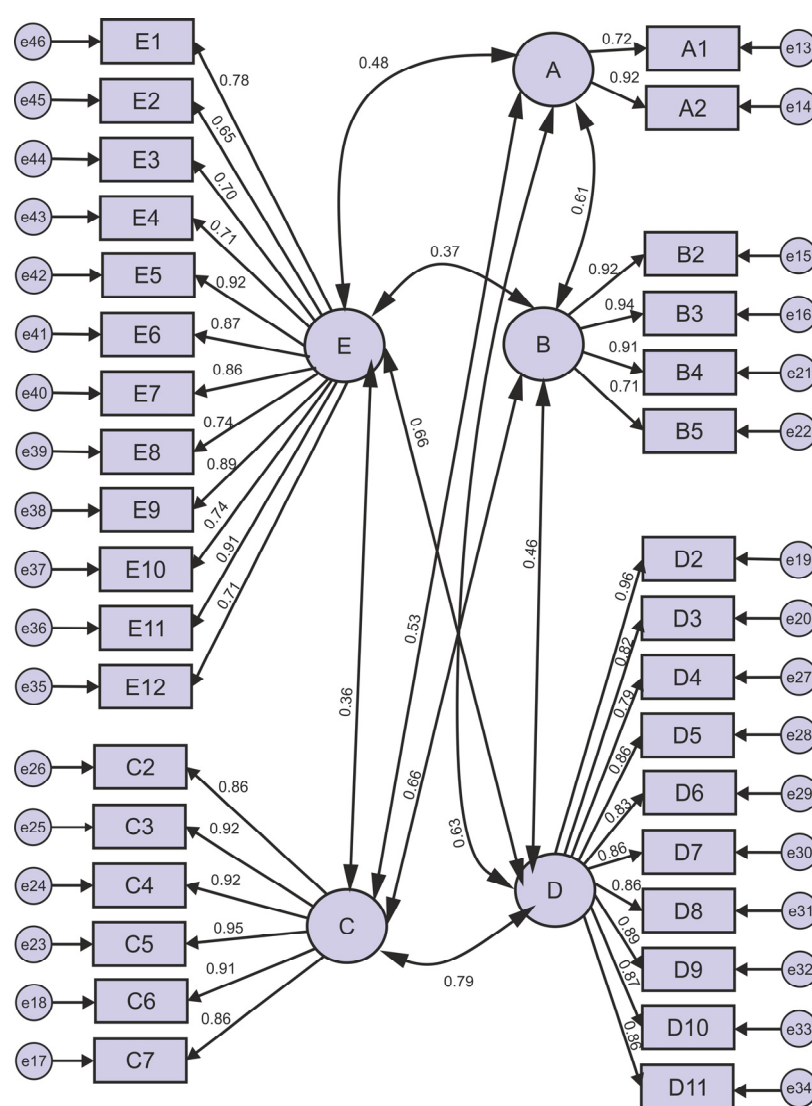 e46
E1
0.78
e45
E2
0.65
e44
E3
0.70
e43
E4
0.71
e42
E5
0.92
e41
E6
0.87
e40
E7
0.86
e39
E8
0.74
e38
E9
0.89
e37
E10
0.74
e36
E11
0.91
e35
E12
0.71
E
0.48
A
0.72
A1
e13
0.92
A2
e14
0.61
0.37
B
0.92
B2
e15
0.94
B3
e16
0.91
B4
e21
0.71
B5
e22
0.66
0.46
0.53
0.36
0.66
0.63
e26
C2
0.86
e25
C3
0.92
e24
C4
0.92
e23
C5
0.95
e18
C6
0.91
e17
C7
0.86
C
0.79
D
0.96
D2
e19
0.82
D3
e20
0.79
D4
e27
0.86
D5
e28
0.83
D6
e29
0.86
D7
e30
0.86
D8
e31
0.89
D9
e32
0.87
D10
e33
0.86
D11
e34